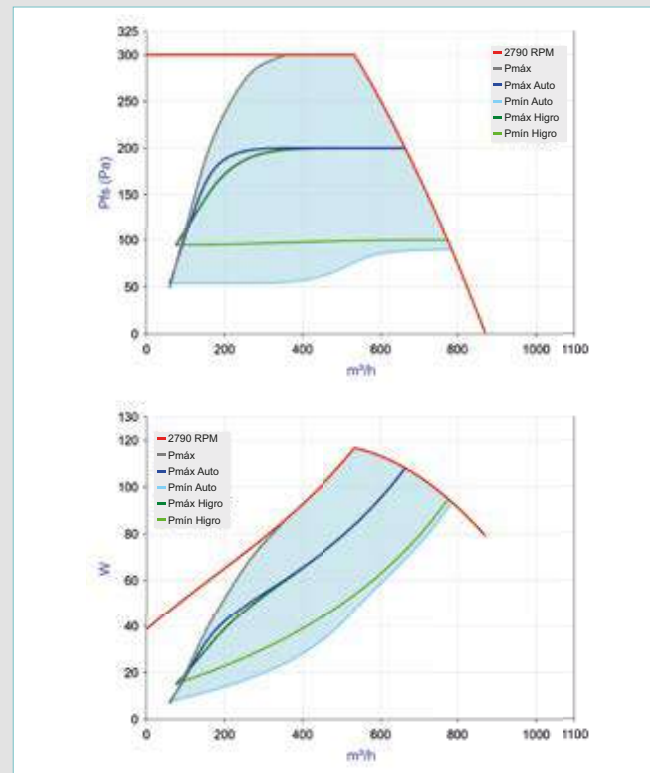 325
300
250
200
150
100
50
0
Pfs (Pa)
2790 RPM
Pmáx
Pmáx Auto
Pmín Auto
Pmáx Higro
Pmín Higro
0 200 400 600 800 1000 1100
m³/h
130
120
100
80
60
40
20
0
W
2790 RPM
Pmáx
Pmáx Auto
Pmín Auto
Pmáx Higro
Pmín Higro
0 200 400 600 800 1000 1100
m³/h